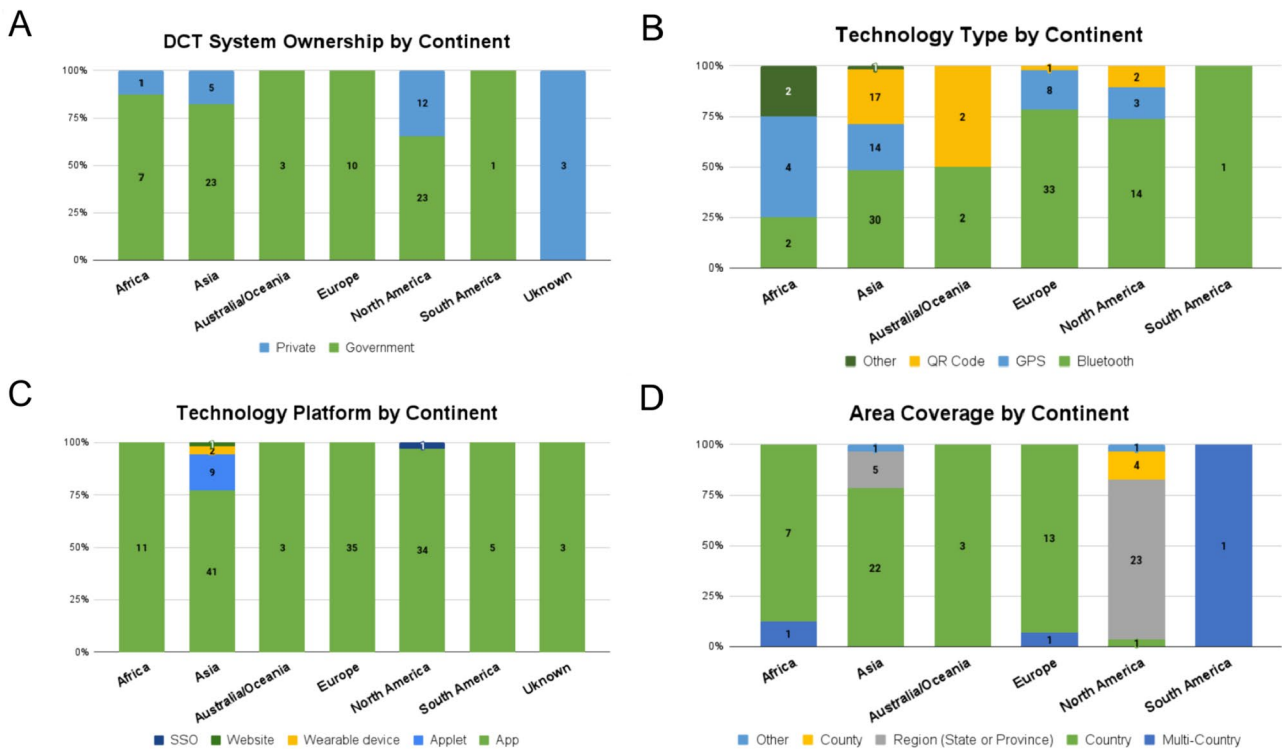 A
DCT System Ownership by Continent
100%
75%
50%
25%
0%
1
7
5
23
3
10
12
23
1
3
Africa
Asia
Australia/Oceania
Europe
North America
South America
Uknown
Private Government
B
Technology Type by Continent
100%
75%
50%
25%
0%
2
4
2
1
17
14
30
2
2
1
8
33
2
3
14
1
Africa
Asia
Australia/Oceania
Europe
North America
South America
Other QR Code GPS Bluetooth
C
Technology Platform by Continent
100%
75%
50%
25%
0%
11
1
2
9
41
3
35
1
34
5
3
Africa
Asia
Australia/Oceania
Europe
North America
South America
Uknown
SSO Website Wearable device Applet App
D
Area Coverage by Continent
100%
75%
50%
25%
0%
7
1
1
5
22
3
13
1
1
4
23
1
1
Africa
Asia
Australia/Oceania
Europe
North America
South America
Other County Region (State or Province) Country Multi-Country